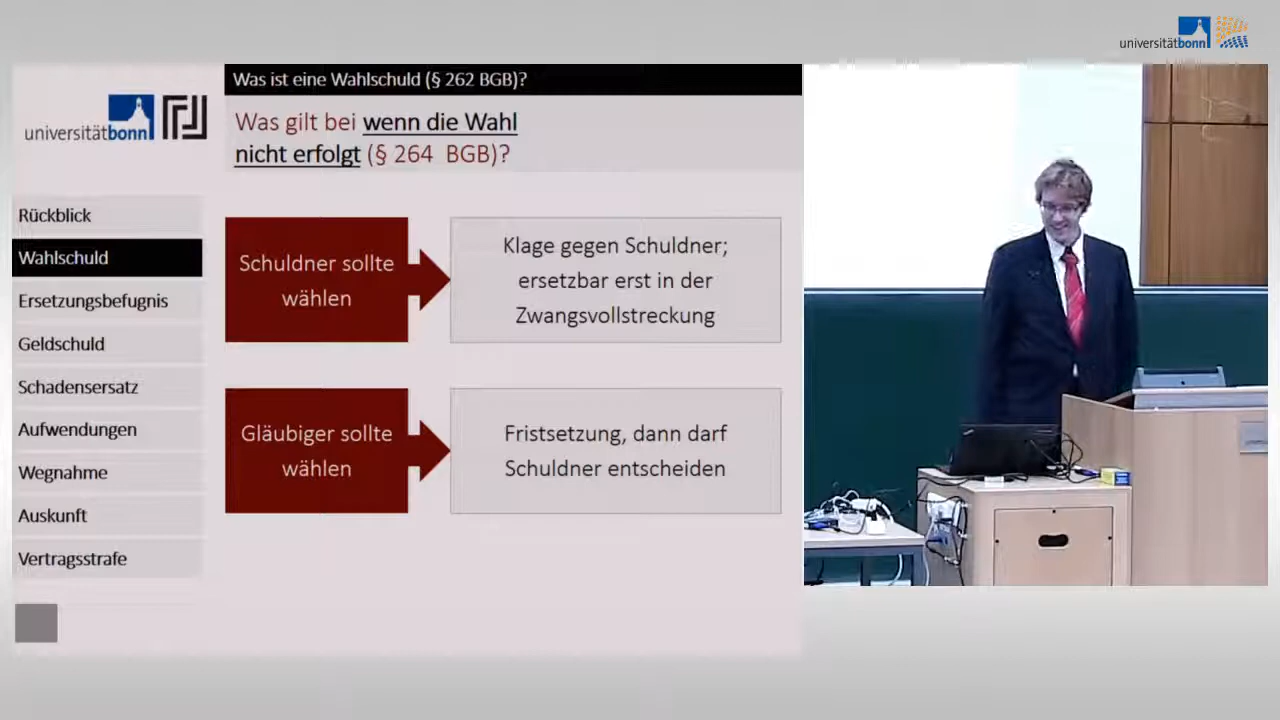 universitätbonn
Was ist eine Wahlschuld (§ 262 BGB)?
universitätbonn
Was gilt bei wenn die Wahl
nicht erfolgt (§ 264 BGB)?
Rückblick
Wahlschuld
Ersetzungsbefugnis
Geldschuld
Schadensersatz
Aufwendungen
Wegnahme
Auskunft
Vertragsstrafe
Schuldner sollte
wählen
Klage gegen Schuldner;
ersetzbar erst in der
Zwangsvollstreckung
Gläubiger sollte
wählen
Fristsetzung, dann darf
Schuldner entscheiden